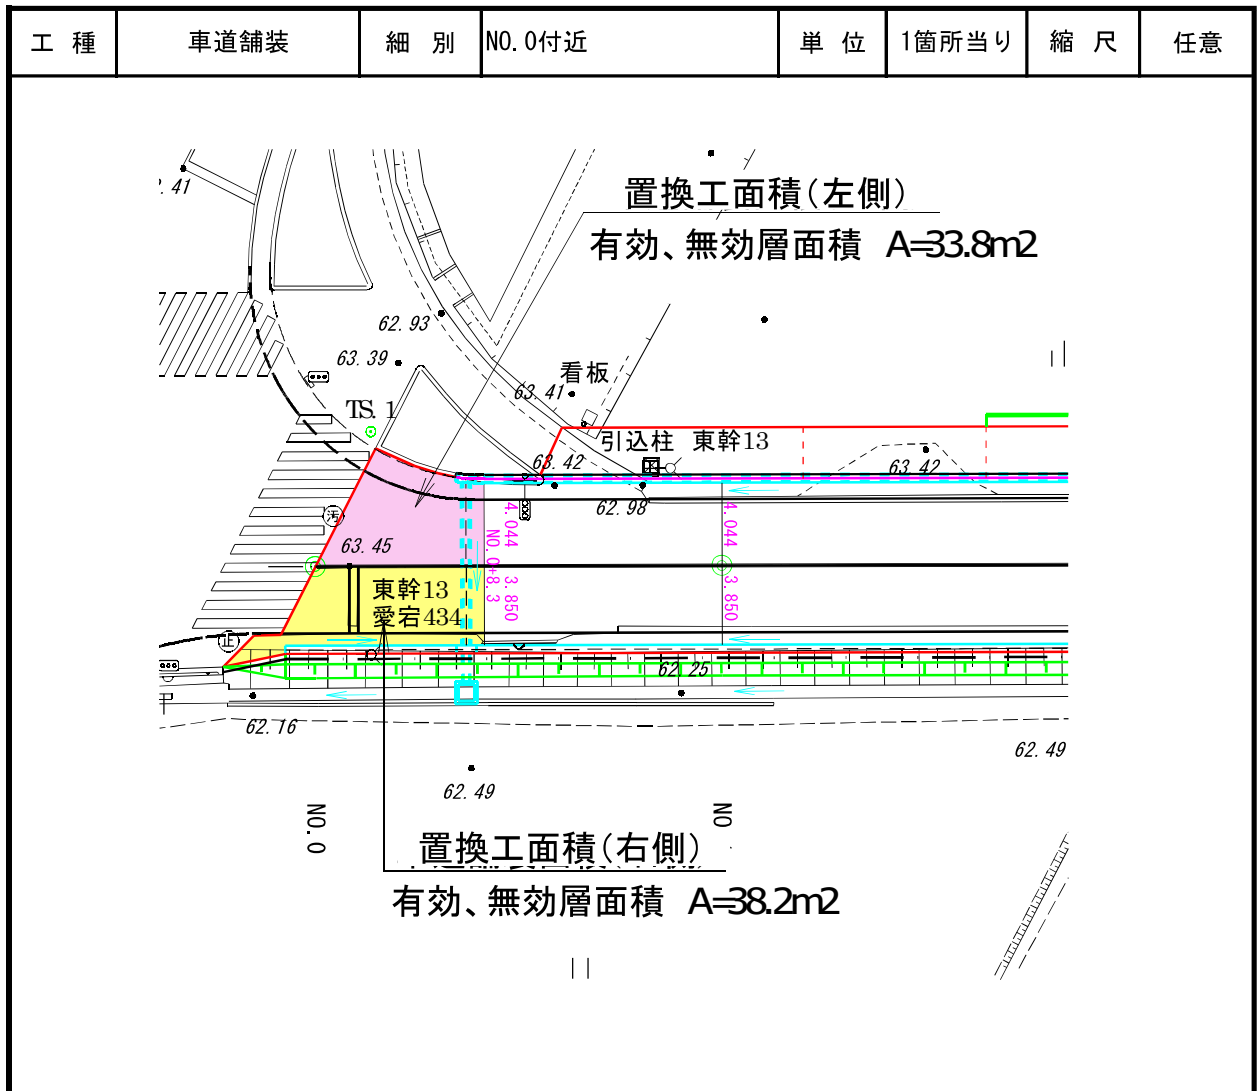 工種 車道舗装 細別 NO.0付近 単位 1箇所当り 縮尺 任意
置換工面積(左側)
有効、無効層面積 A=33.8m2
62.93
63.39
看板
63.41
TS.1
引込柱 東幹13
63.42
63.42
62.98
汚
4.044 3.850
NO.0+8.3
4.044 3.850
63.45
東幹13
愛宕434
正
62.25
62.16
62.49
62.49
NO.0
NO
置換工面積(右側)
有効、無効層面積 A=38.2m2